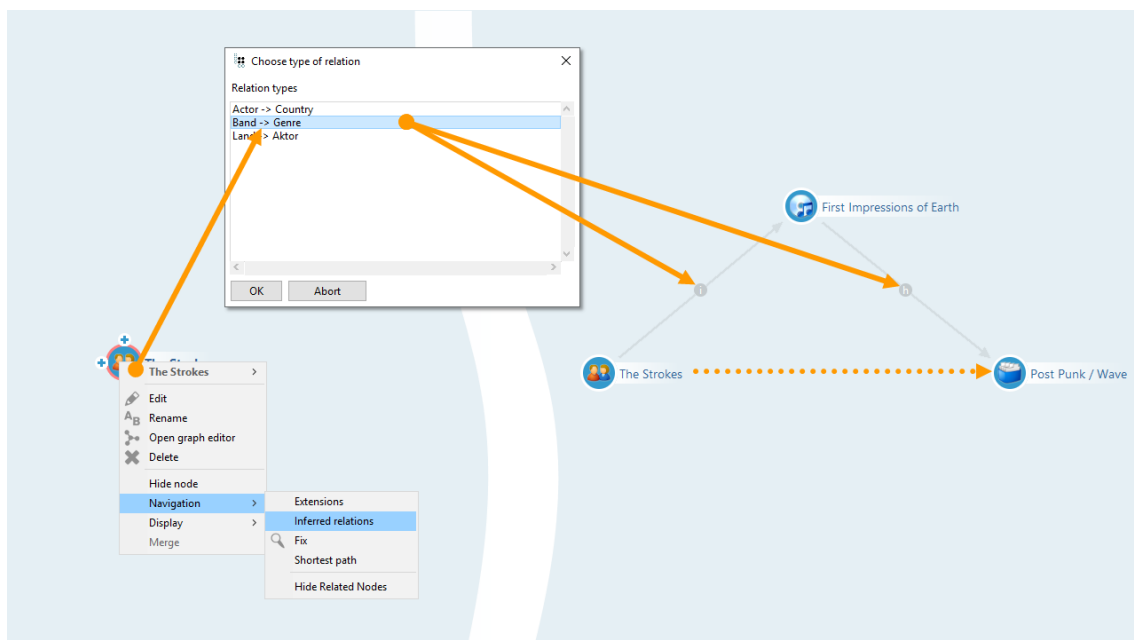 Choose type of relation
Relation types
Actor -> Country
Band -> Genre
> Aktor
OK
Abort
First Impressions of Earth
i
h
The Strokes
Post Punk / Wave
The Strokes
Edit
AB Rename
Open graph editor
Delete
Hide node
Navigation
Display
Merge
Extensions
Inferred relations
Fix
Shortest path
Hide Related Nodes